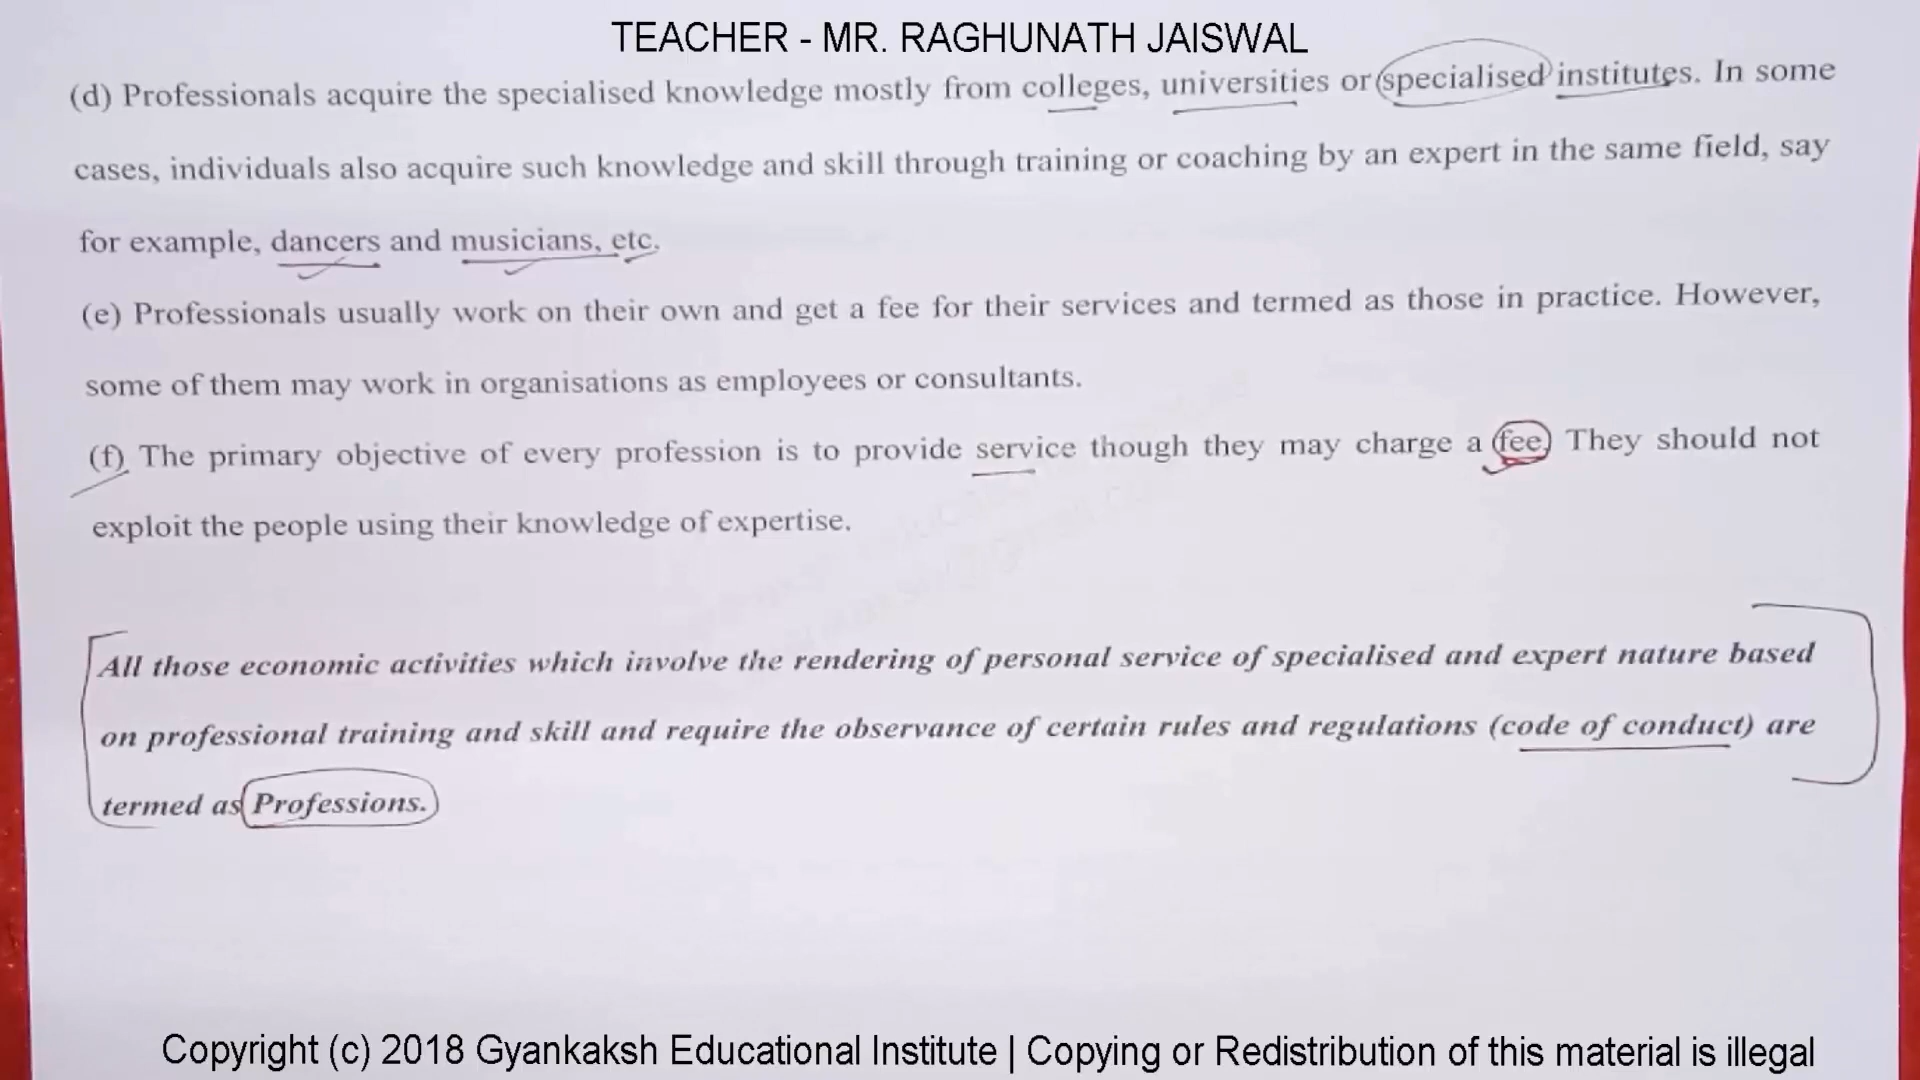 TEACHER - MR. RAGHUNATH JAISWAL
(d) Professionals acquire the specialised knowledge mostly from colleges, universities or specialised institutes. In some
cases, individuals also acquire such knowledge and skill through training or coaching by an expert in the same field, say
for example, dancers and musicians, etc.
(e) Professionals usually work on their own and get a fee for their services and termed as those in practice. However,
some of them may work in organisations as employees or consultants.
(f) The primary objective of every profession is to provide service though they may charge a fee. They should not
exploit the people using their knowledge of expertise.
All those economic activities which involve the rendering of personal service of specialised and expert nature based
on professional training and skill and require the observance of certain rules and regulations (code of conduct) are
termed as Professions.
Copyright (c) 2018 Gyankaksh Educational Institute | Copying or Redistribution of this material is illegal